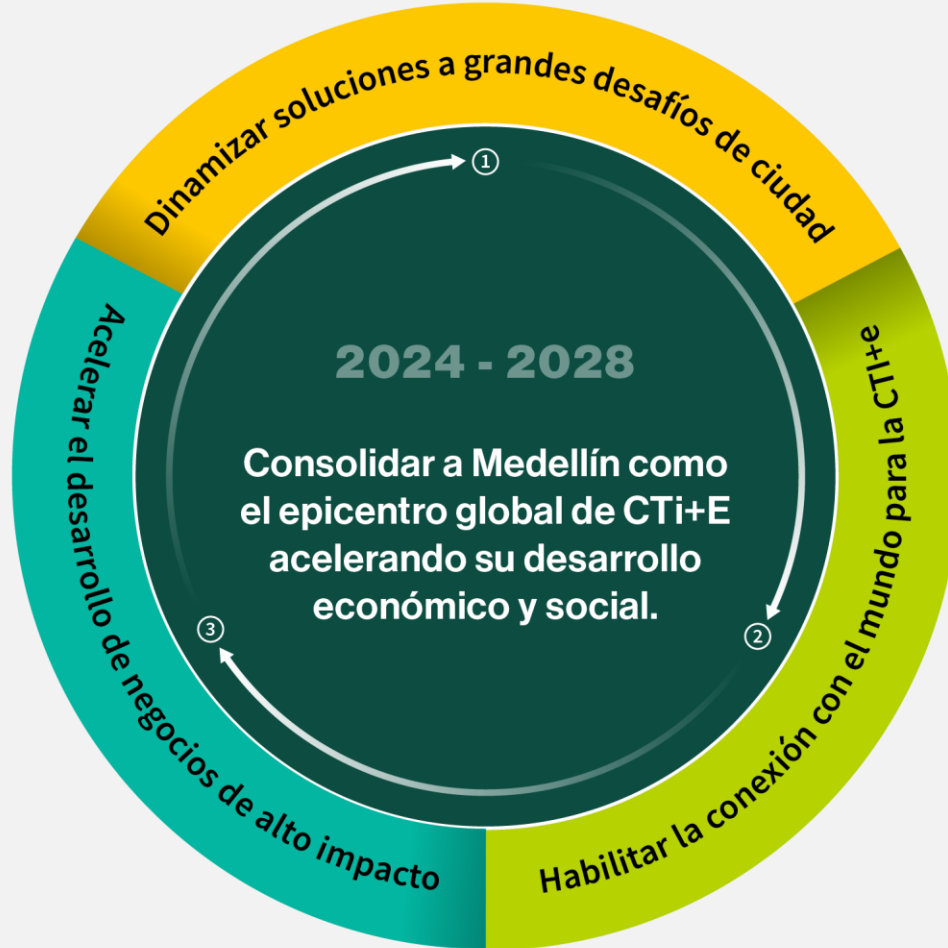 Dinamizar soluciones a grandes desafíos de ciudad
①
2024 - 2028
Consolidar a Medellín como
el epicentro global de CTi+E
acelerando su desarrollo
económico y social.
②
Habilitar la conexión con el mundo para la CTI+e
③
Acelerar el desarrollo de negocios de alto impacto